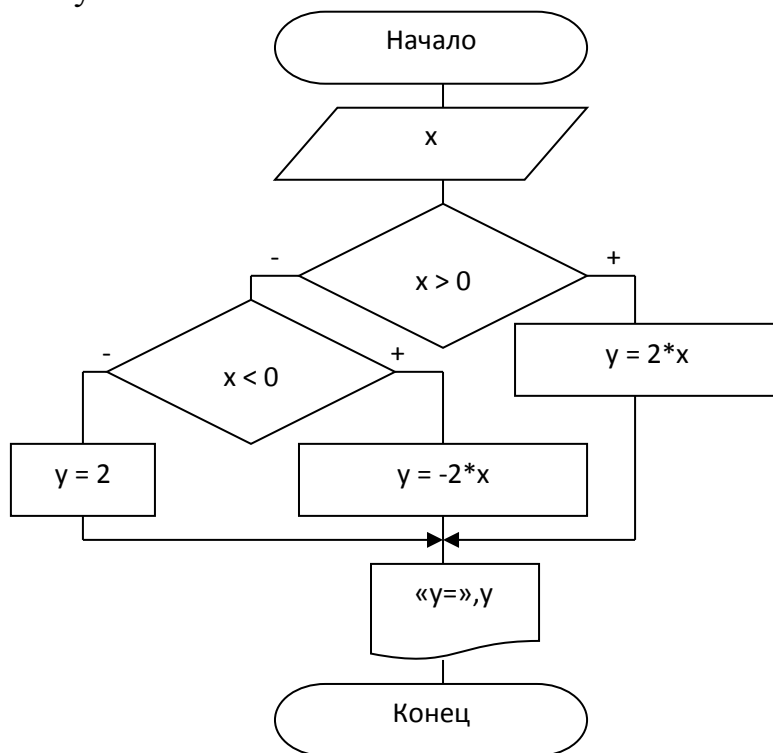 у
Начало
x
- +
x > 0
- +
y = 2*x
x < 0
y = 2
y = -2*x
«y=»,y
Конец